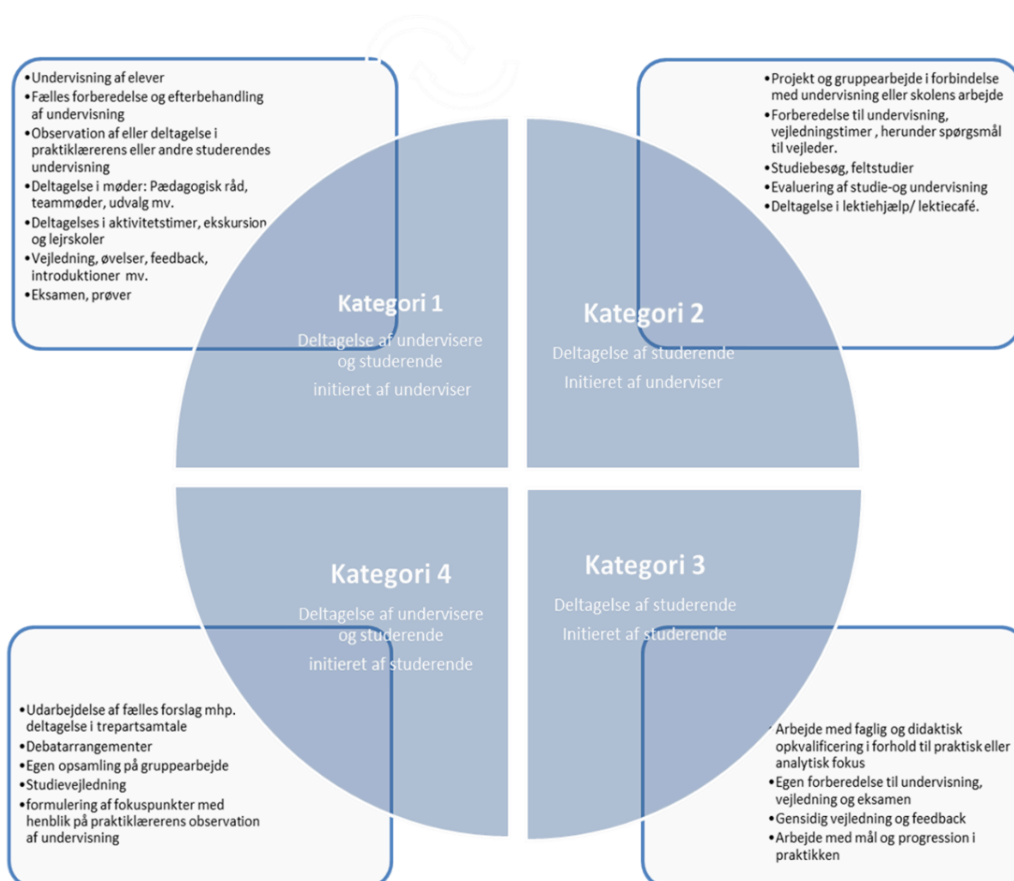 •Undervisning af elever
•Fælles forberedelse og efterbehandling
af undervisning
•Observation af eller deltagelse i
praktiklærerens eller andre studerendes
undervisning
•Deltagelse i møder: Pædagogisk råd,
teammøder, udvalg mv.
•Deltagelses i aktivitetstimer, ekskursion
og lejrskoler
•Vejledning, øvelser, feedback,
introduktioner mv.
•Eksamen, prøver
•Projekt og gruppearbejde i forbindelse
med undervisning eller skolens arbejde
•Forberedelse til undervisning,
vejledningstimer , herunder spørgsmål
til vejleder.
•Studiebesøg, feltstudier
•Evaluering af studie-og undervisning
•Deltagelse i lektiehjælp/ lektiecafé.
Kategori 1
Deltagelse af undervisere
og studerende
initieret af underviser
Kategori 2
Deltagelse af studerende
Initieret af underviser
Kategori 4
Deltagelse af undervisere
og studerende
initieret af studerende
Kategori 3
Deltagelse af studerende
Initieret af studerende
•Udarbejdelse af fælles forslag mhp.
deltagelse i trepartsamtale
•Debatarrangementer
•Egen opsamling på gruppearbejde
•Studievejledning
•formulering af fokuspunkter med
henblik på praktiklærerens observation
af undervisning
•Arbejde med faglig og didaktisk
opkvalificering i forhold til praktisk eller
analytisk fokus
•Egen forberedelse til undervisning,
vejledning og eksamen
•Gensidig vejledning og feedback
•Arbejde med mål og progression i
praktikken